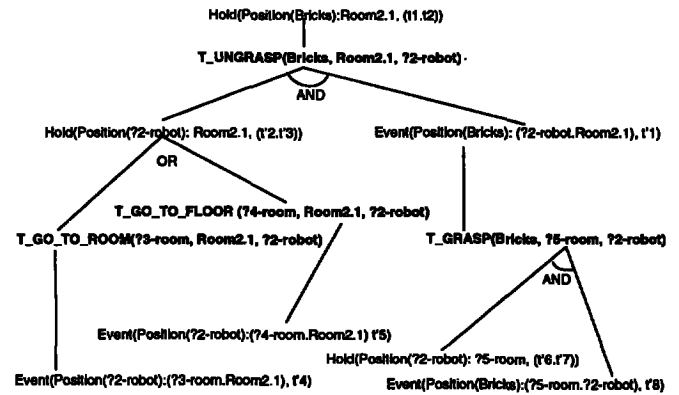 Hold(Position(Bricks):Room2.1, (t1.t2))
T_UNGRASP(Bricks, Room2.1, ?2-robot)
AND
Hold(Position(?2-robot): Room2.1, (t'2.t'3))
Event(Position(Bricks): (?2-robot.Room2.1), t'1)
OR
T_GO_TO_FLOOR (?4-room, Room2.1, ?2-robot)
T_GO_TO_ROOM(?3-room, Room2.1, ?2-robot)
T_GRASP(Bricks, ?5-room, ?2-robot)
AND
Event(Position(?2-robot):(?4-room.Room2.1) t'5)
Hold(Position(?2-robot): ?5-room, (t'6.t'7))
Event(Position(?2-robot):(?3-room.Room2.1), t'4)
Event(Position(Bricks):(?5-room.?2-robot), t'8)